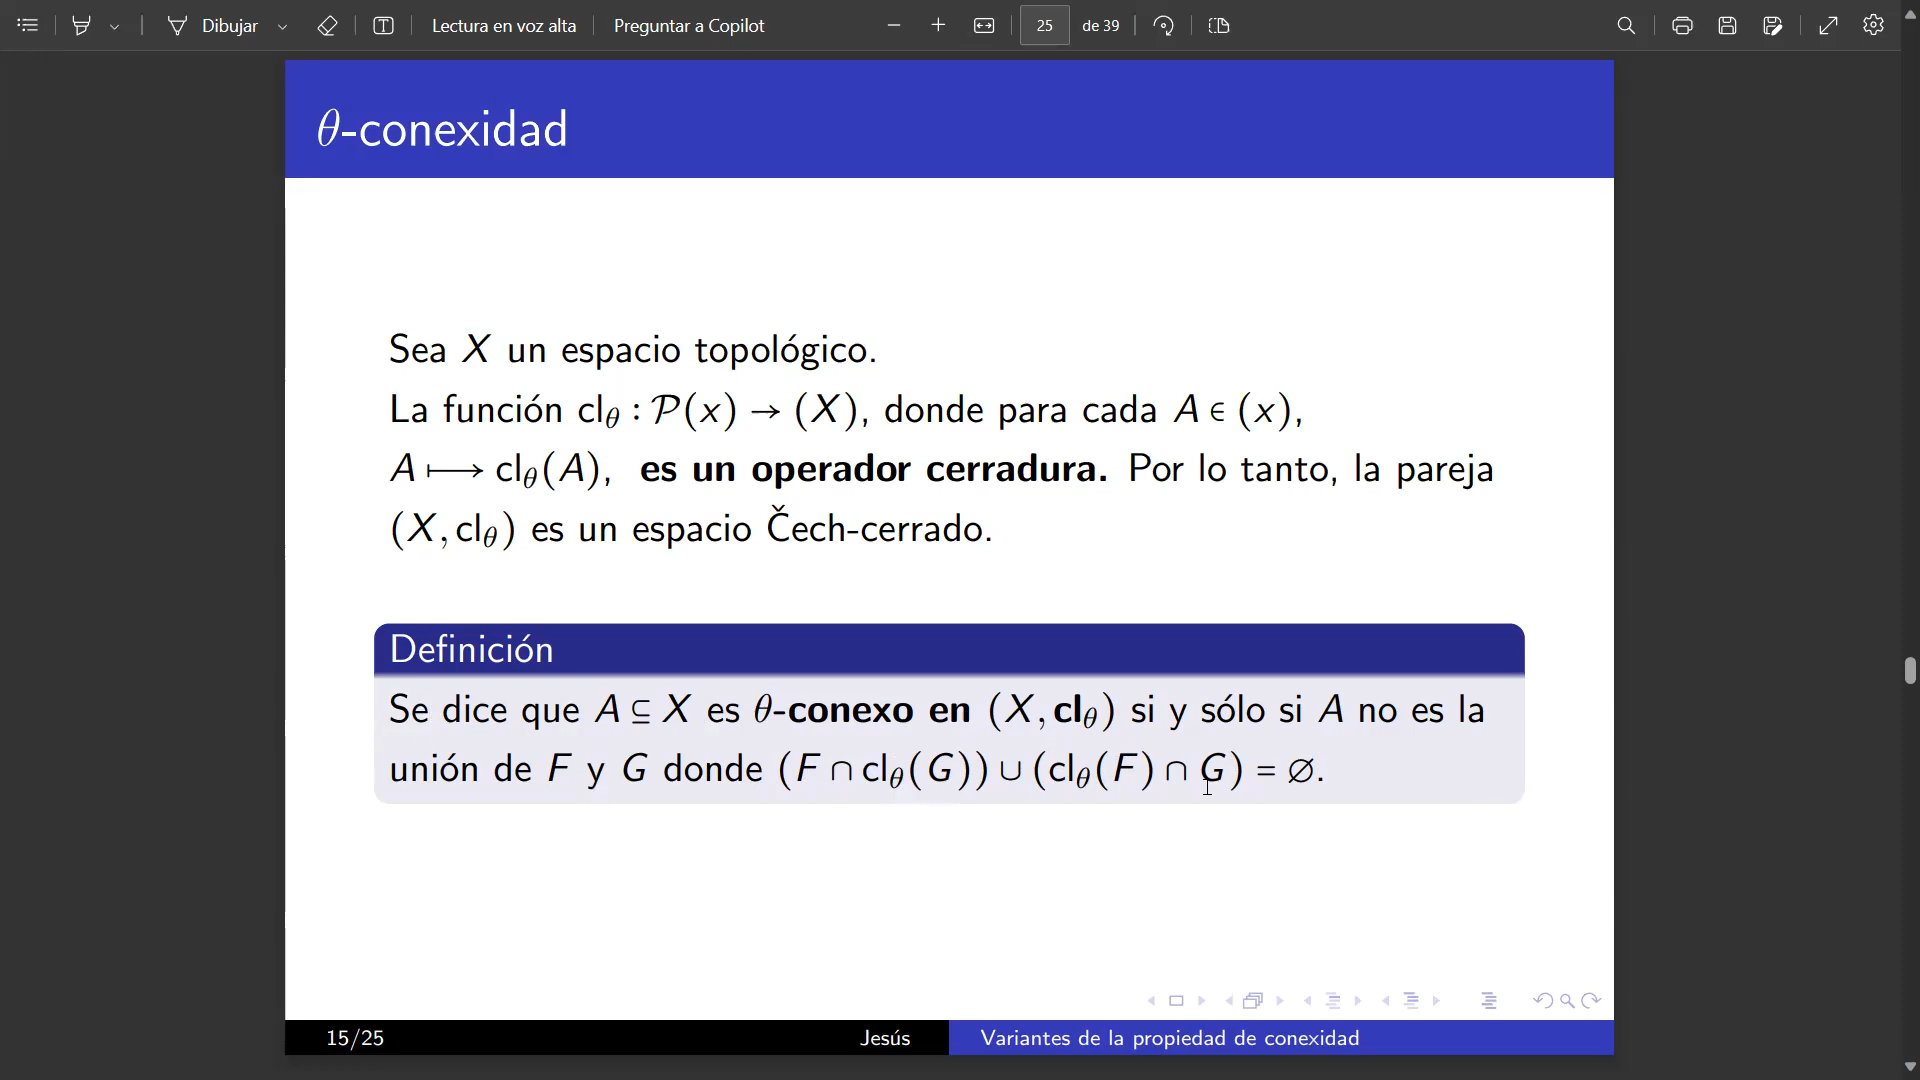 Dibujar
Lectura en voz alta
Preguntar a Copilot
25
de 39
θ-conexidad
Sea X un espacio topológico.
La función cl_θ : 𝒫(x) → (X), donde para cada A ∈ (x),
A ⟼ cl_θ(A), es un operador cerradura. Por lo tanto, la pareja
(X, cl_θ) es un espacio Čech-cerrado.
Definición
Se dice que A ⊆ X es θ-conexo en (X, cl_θ) si y sólo si A no es la
unión de F y G donde (F ∩ cl_θ(G)) ∪ (cl_θ(F) ∩ G) = ∅.
15/25
Jesús
Variantes de la propiedad de conexidad